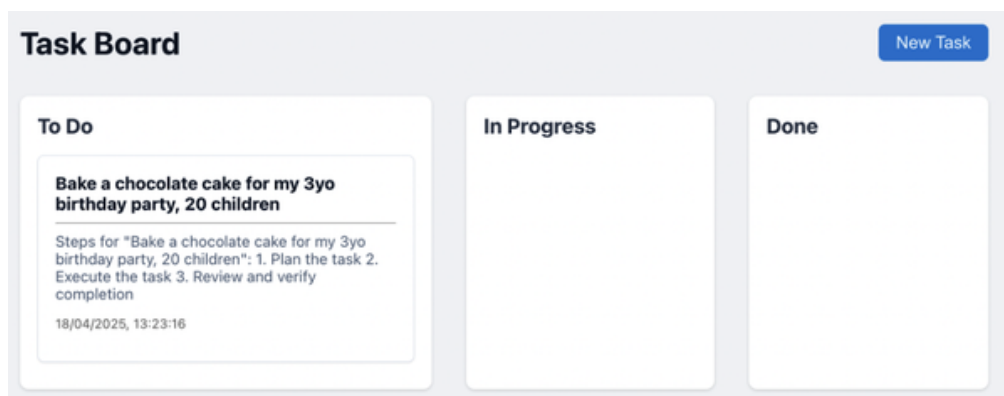 Task Board
New Task
To Do
Bake a chocolate cake for my 3yo
birthday party, 20 children
Steps for "Bake a chocolate cake for my 3yo
birthday party, 20 children": 1. Plan the task 2.
Execute the task 3. Review and verify
completion
18/04/2025, 13:23:16
In Progress
Done